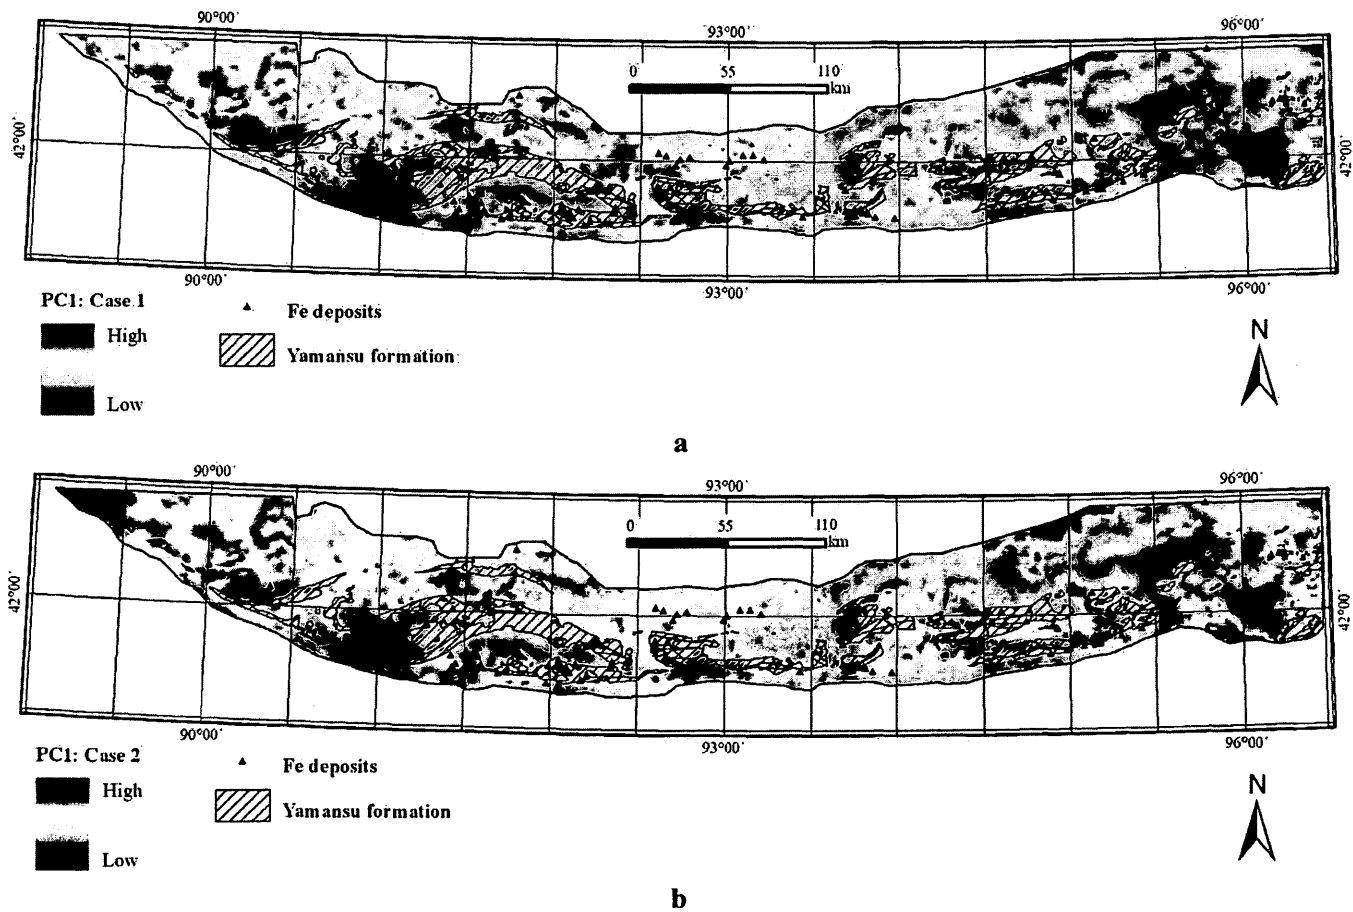 90°00′
93°00′
96°00′
0 55 110
km
42°00′
42°00′
90°00′
93°00′
96°00′
PC1: Case 1
High
Low
Fe deposits
Yamansu formation
N
a
90°00′
93°00′
96°00′
0 55 110
km
42°00′
42°00′
90°00′
93°00′
96°00′
PC1: Case 2
High
Low
Fe deposits
Yamansu formation
N
b